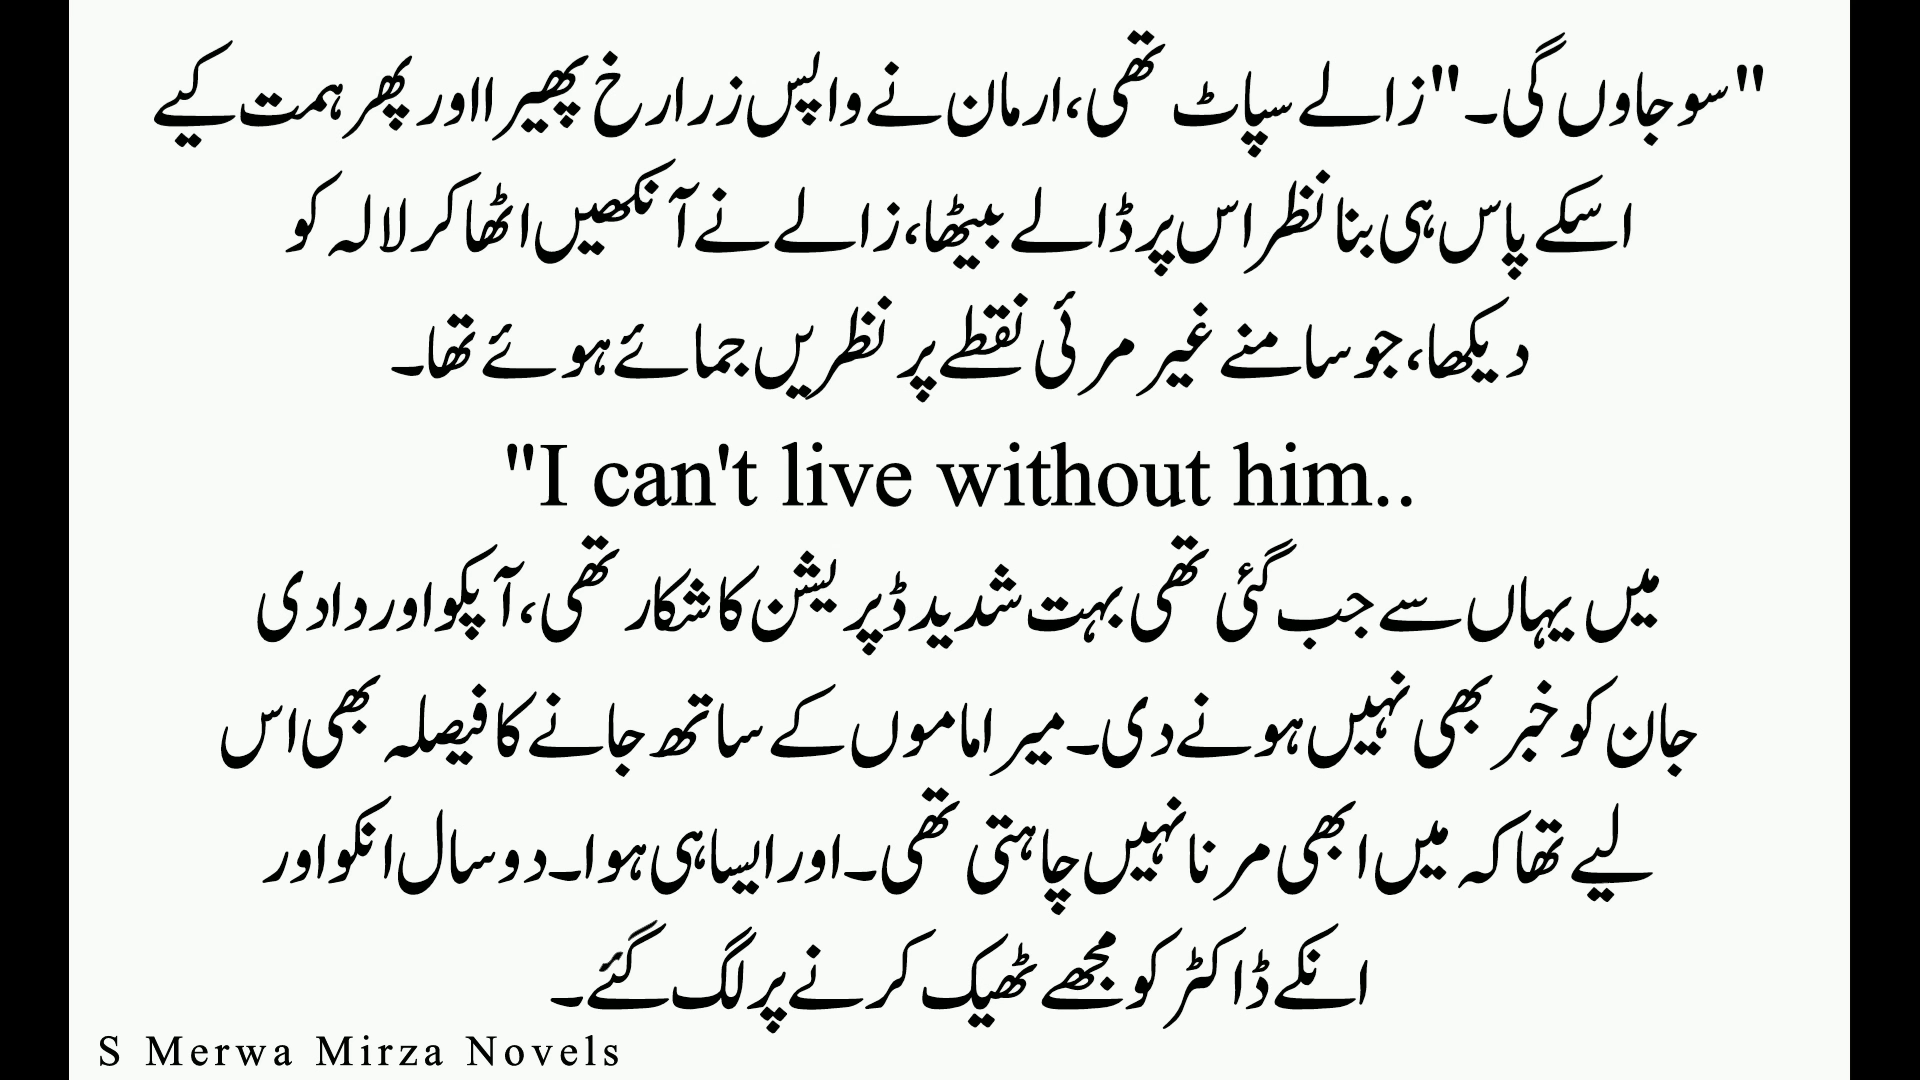 "سو جاوں گی۔" ژالے سپاٹ تھی، ارمان نے واپس زرا رخ پھیرا اور پھر ہمت کیے
اسکے پاس ہی بنا نظر اس پر ڈالے بیٹھا، ژالے نے آنکھیں اٹھا کر لالہ کو
دیکھا، جو سامنے غیر مرئی نقطے پر نظریں جمائے ہوئے تھا۔
"I can't live without him..
میں یہاں سے جب گئی تھی بہت شدید ڈپریشن کا شکار تھی، آپکو اور دادی
جان کو خبر بھی نہیں ہونے دی۔ میرا ماموں کے ساتھ جانے کا فیصلہ بھی اس
لیے تھا کہ میں ابھی مرنا نہیں چاہتی تھی۔ اور ایسا ہی ہوا۔ دو سال انکو اور
انکے ڈاکٹر کو مجھے ٹھیک کرنے پر لگ گئے۔
S Merwa Mirza Novels